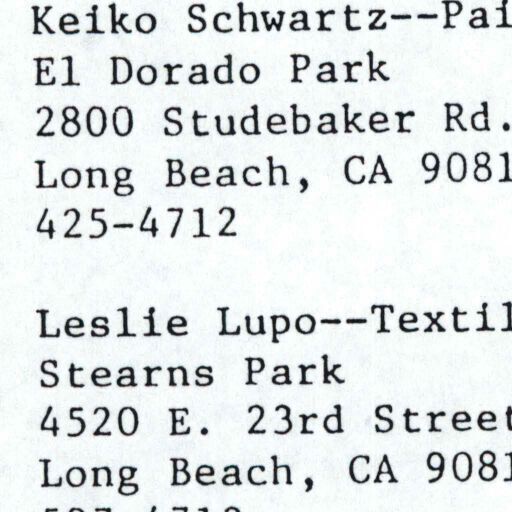 Keiko Schwartz--Pai
El Dorado Park
2800 Studebaker Rd.
Long Beach, CA 9081
425-4712
Leslie Lupo--Textil
Stearns Park
4520 E. 23rd Street
Long Beach, CA 9081